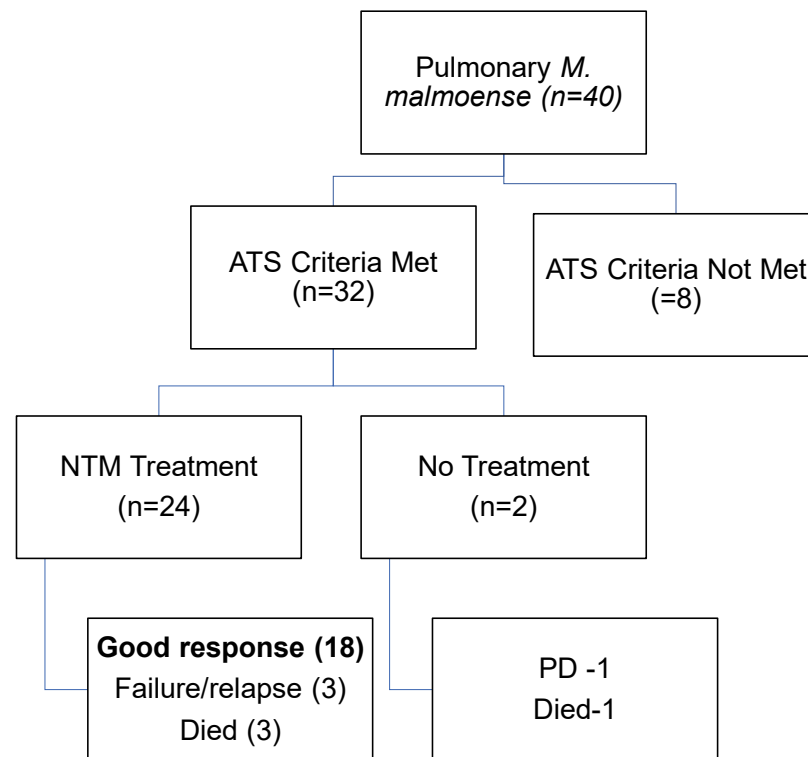 Pulmonary M.
malmoense (n=40)
ATS Criteria Met
(n=32)
ATS Criteria Not Met
(=8)
NTM Treatment
(n=24)
No Treatment
(n=2)
Good response (18)
Failure/relapse (3)
Died (3)
PD -1
Died-1